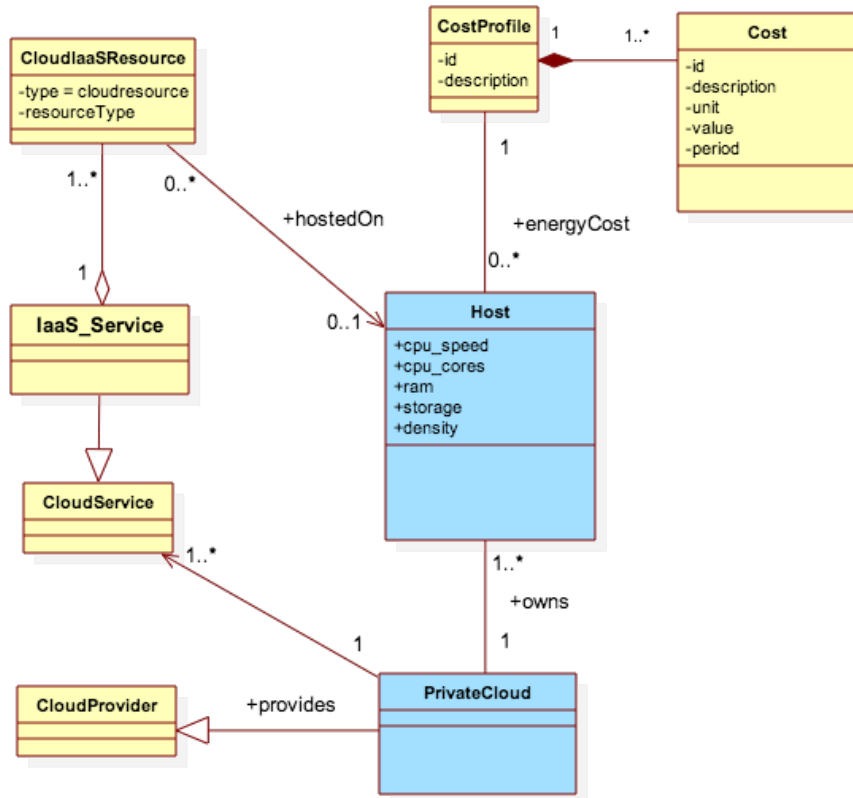 CostProfile
-id
-description
1
1..*
Cost
-id
-description
-unit
-value
-period
CloudIaaSResource
-type = cloudresource
-resourceType
1..*
0..*
+hostedOn
1
+energyCost
0..*
1
0..1
IaaS_Service
Host
+cpu_speed
+cpu_cores
+ram
+storage
+density
CloudService
1..*
1
1..*
+owns
1
CloudProvider
+provides
PrivateCloud